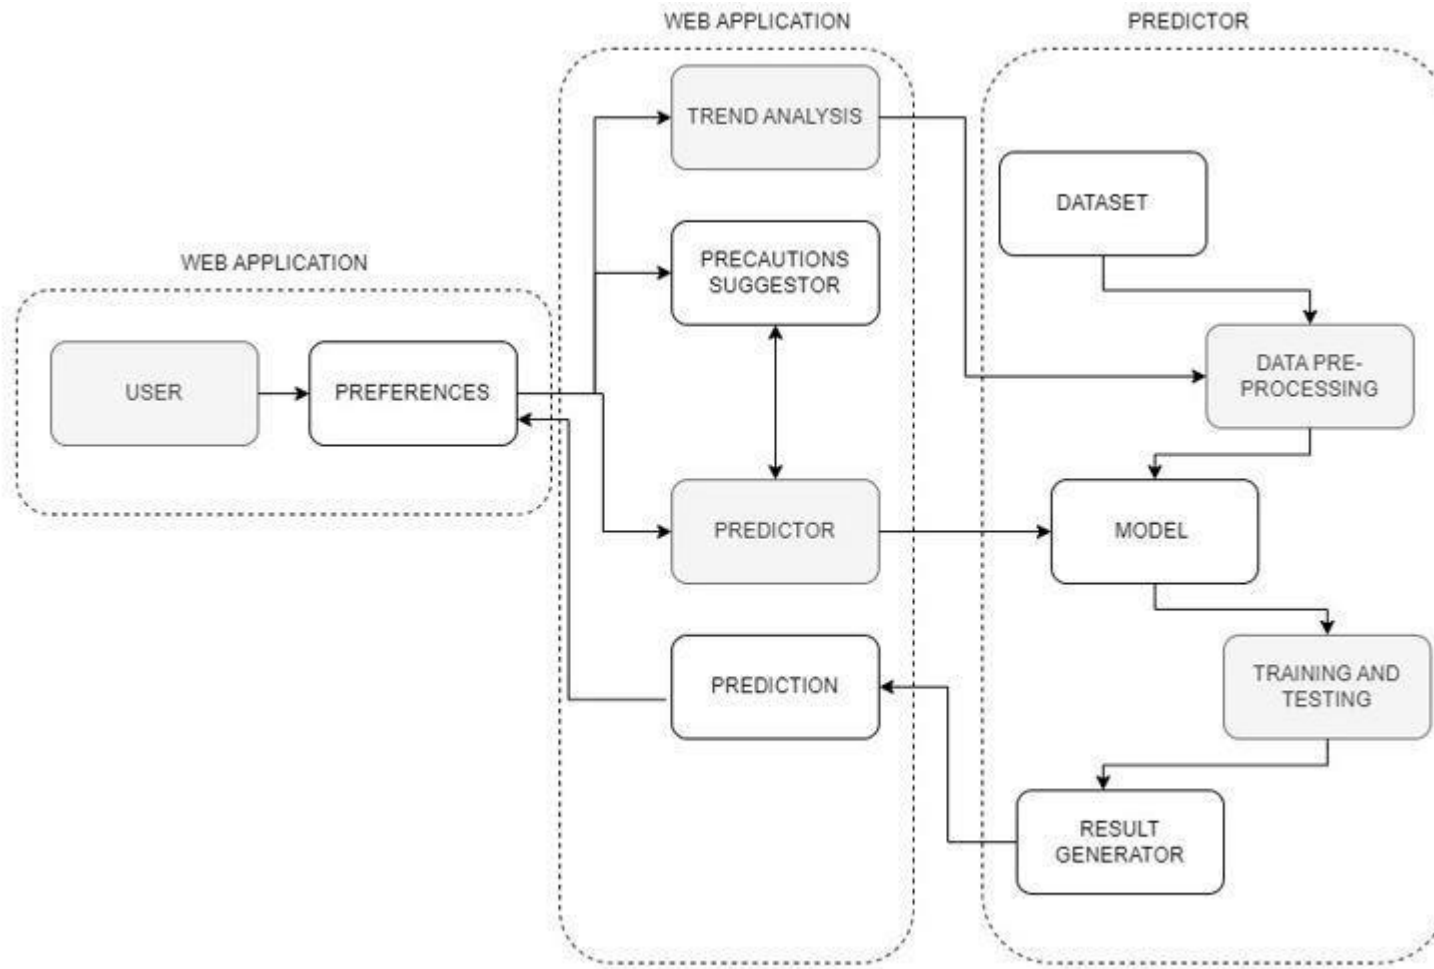 WEB APPLICATION
PREDICTOR
TREND ANALYSIS
DATASET
PRECAUTIONS
SUGGESTOR
WEB APPLICATION
DATA PRE-
PROCESSING
USER
PREFERENCES
PREDICTOR
MODEL
TRAINING AND
TESTING
PREDICTION
RESULT
GENERATOR